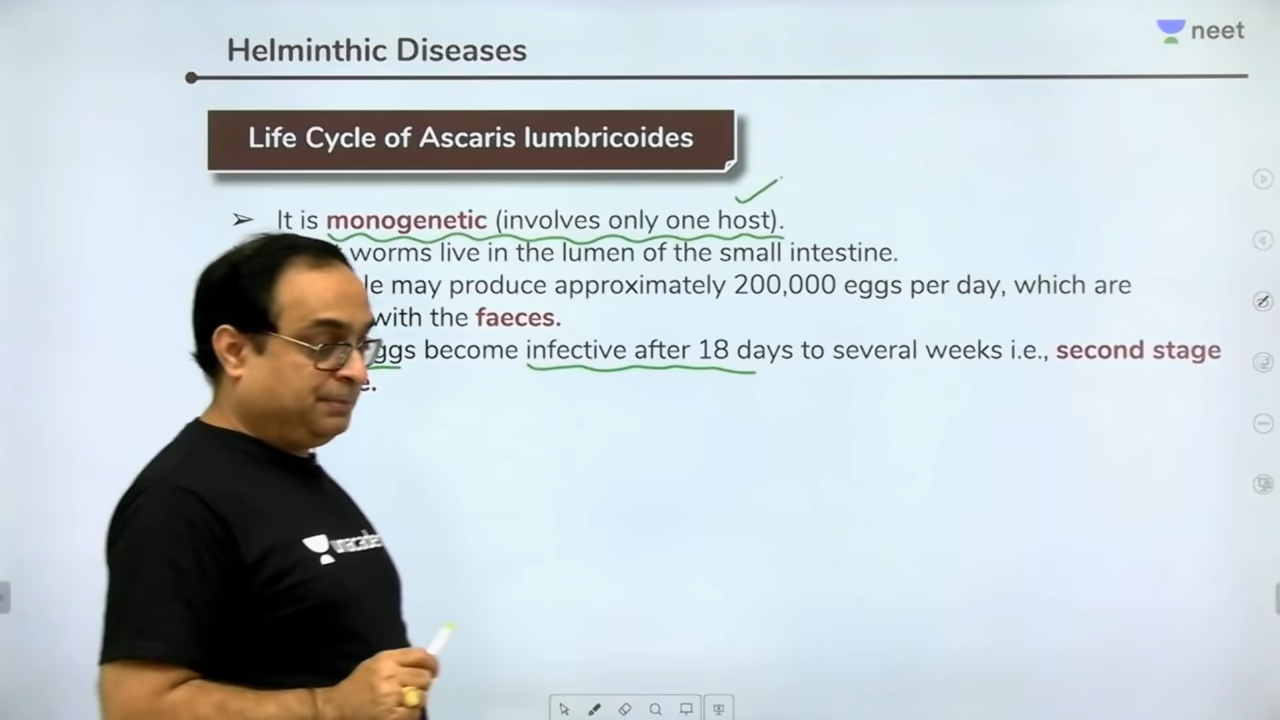 neet
Helminthic Diseases
Life Cycle of Ascaris lumbricoides
➢ It is monogenetic (involves only one host).
worms live in the lumen of the small intestine.
may produce approximately 200,000 eggs per day, which are
with the faeces.
become infective after 18 days to several weeks i.e., second stage